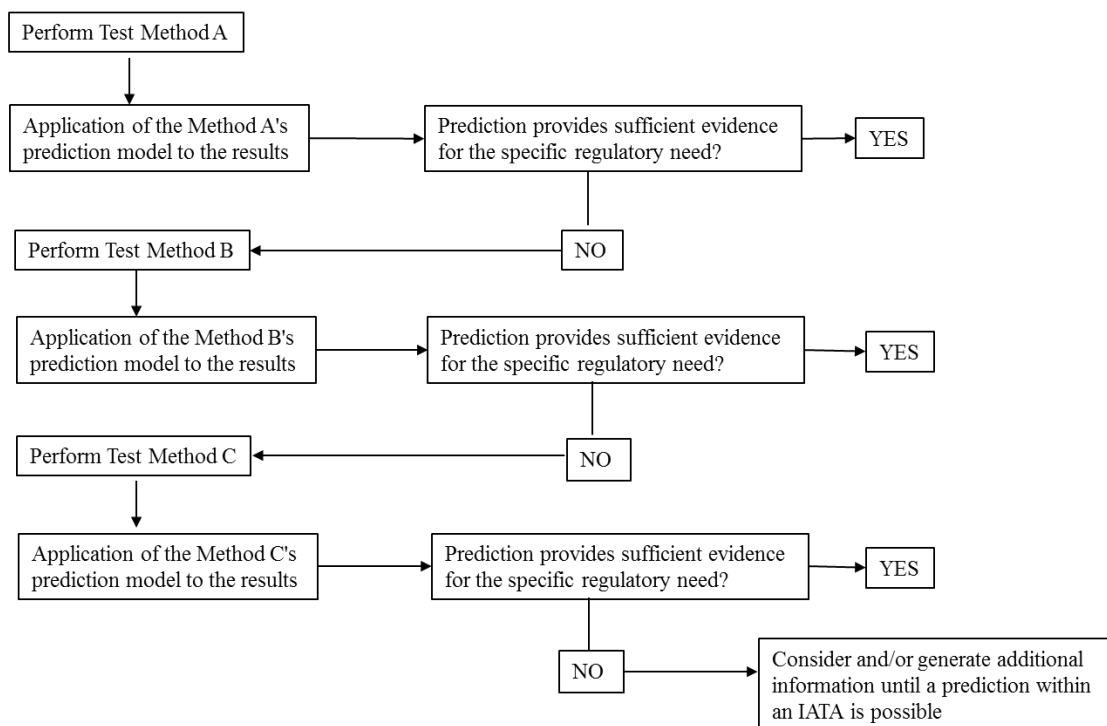 Perform Test Method A
Application of the Method A's
prediction model to the results
Prediction provides sufficient evidence
for the specific regulatory need?
YES
NO
Perform Test Method B
Application of the Method B's
prediction model to the results
Prediction provides sufficient evidence
for the specific regulatory need?
YES
NO
Perform Test Method C
Application of the Method C's
prediction model to the results
Prediction provides sufficient evidence
for the specific regulatory need?
YES
NO
Consider and/or generate additional
information until a prediction within
an IATA is possible